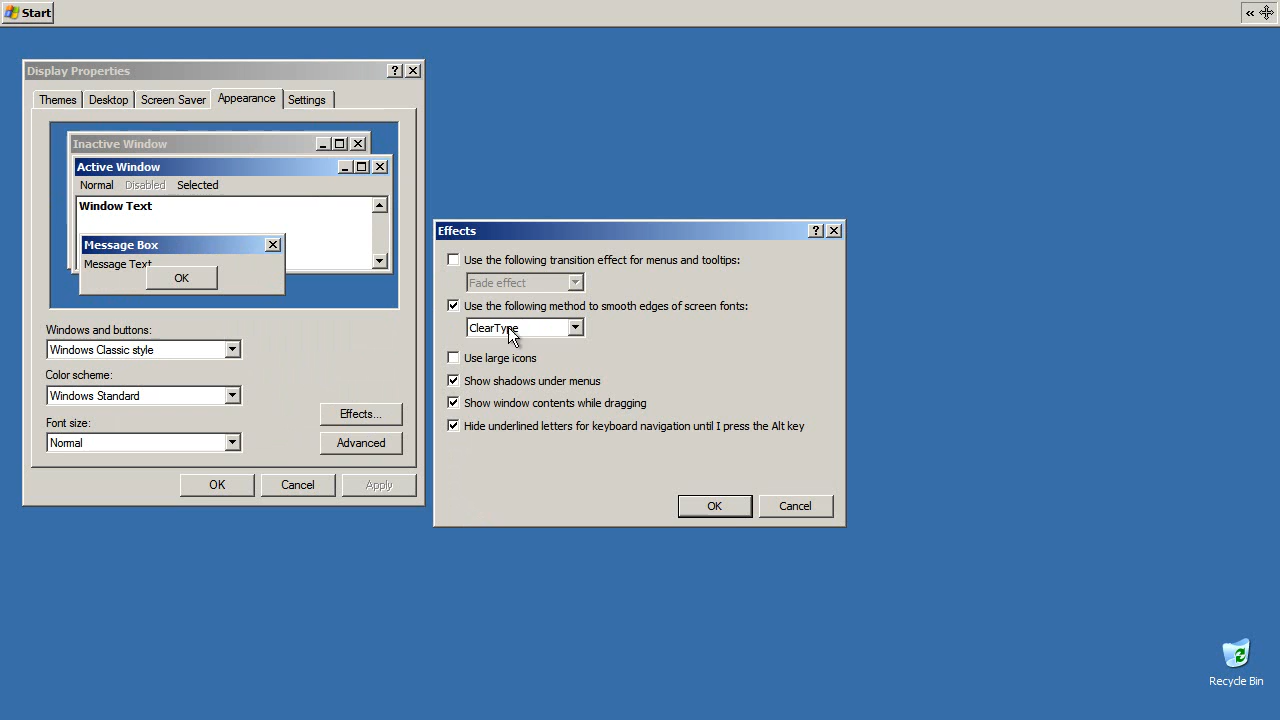 Start
«
Display Properties
Themes Desktop Screen Saver Appearance Settings
Inactive Window
Active Window
Normal Disabled Selected
Window Text
Message Box
Message Text
OK
Windows and buttons:
Windows Classic style
Color scheme:
Windows Standard
Font size:
Normal
Effects...
Advanced
OK Cancel Apply
Effects
Use the following transition effect for menus and tooltips:
Fade effect
Use the following method to smooth edges of screen fonts:
ClearType
Use large icons
Show shadows under menus
Show window contents while dragging
Hide underlined letters for keyboard navigation until I press the Alt key
OK Cancel
Recycle Bin